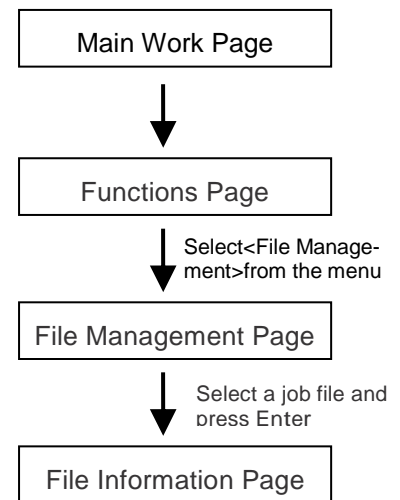 Main Work Page
Functions Page
Select<File Manage-
ment>from the menu
File Management Page
Select a job file and
press Enter
File Information Page